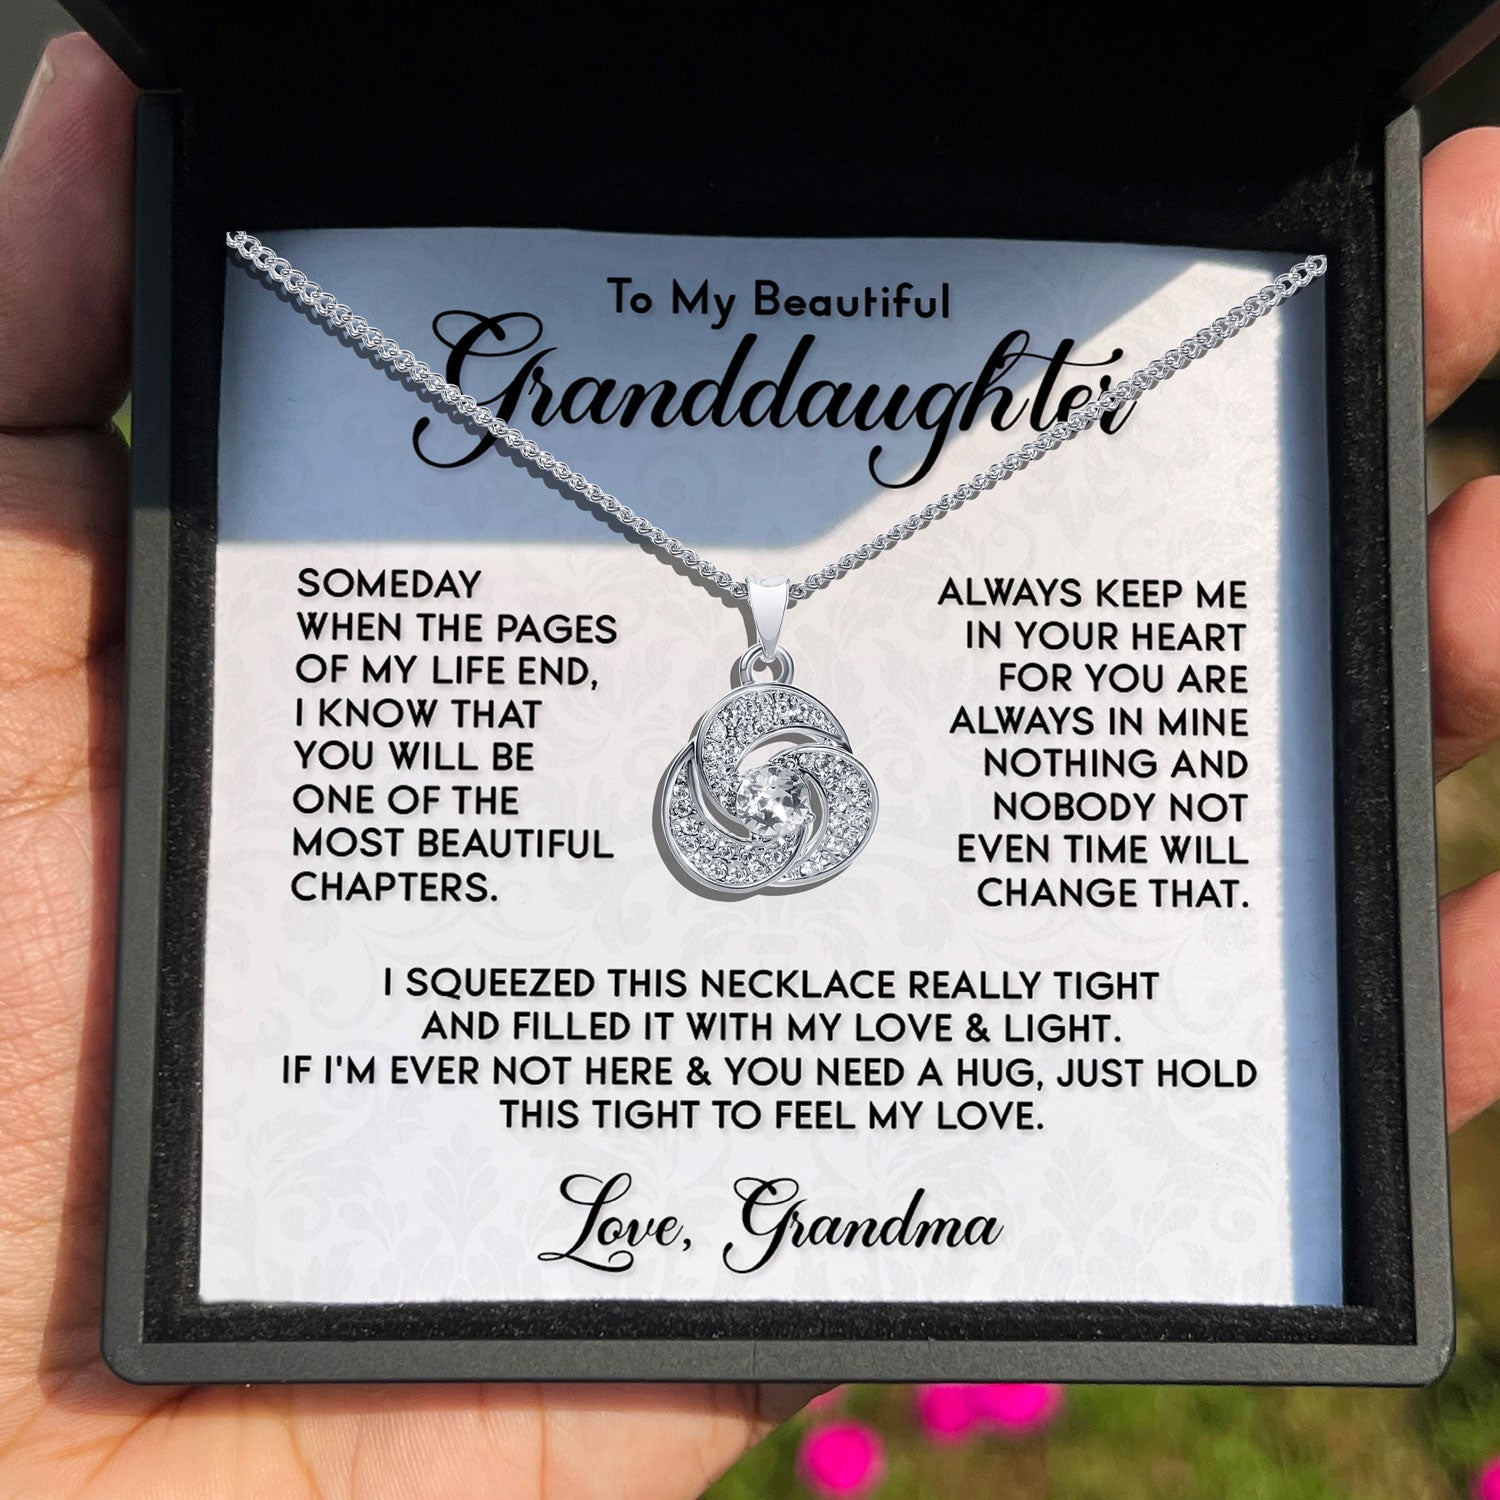 To My Beautiful
Granddaughter
SOMEDAY
WHEN THE PAGES
OF MY LIFE END,
I KNOW THAT
YOU WILL BE
ONE OF THE
MOST BEAUTIFUL
CHAPTERS.
ALWAYS KEEP ME
IN YOUR HEART
FOR YOU ARE
ALWAYS IN MINE
NOTHING AND
NOBODY NOT
EVEN TIME WILL
CHANGE THAT.
I SQUEEZED THIS NECKLACE REALLY TIGHT
AND FILLED IT WITH MY LOVE & LIGHT.
IF I'M EVER NOT HERE & YOU NEED A HUG, JUST HOLD
THIS TIGHT TO FEEL MY LOVE.
Love, Grandma